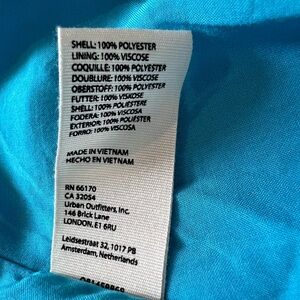 SHELL: 100% POLYESTER
LINING: 100% VISCOSE
COQUILLE: 100% POLYESTER
DOUBLURE: 100% VISCOSE
OBERSTOFF: 100% POLYESTER
FUTTER: 100% VISKOSE
SHELL: 100% POLIESTERE
FODERA: 100% VISCOSA
EXTERIOR: 100% POLIÉSTER
FORRO: 100% VISCOSA
MADE IN VIETNAM
HECHO EN VIETNAM
RN 66170
CA 32054
Urban Outfitters, Inc.
146 Brick Lane
LONDON, E1 6RU
Leidsestraat 32, 1017 PB
Amsterdam, Netherlands